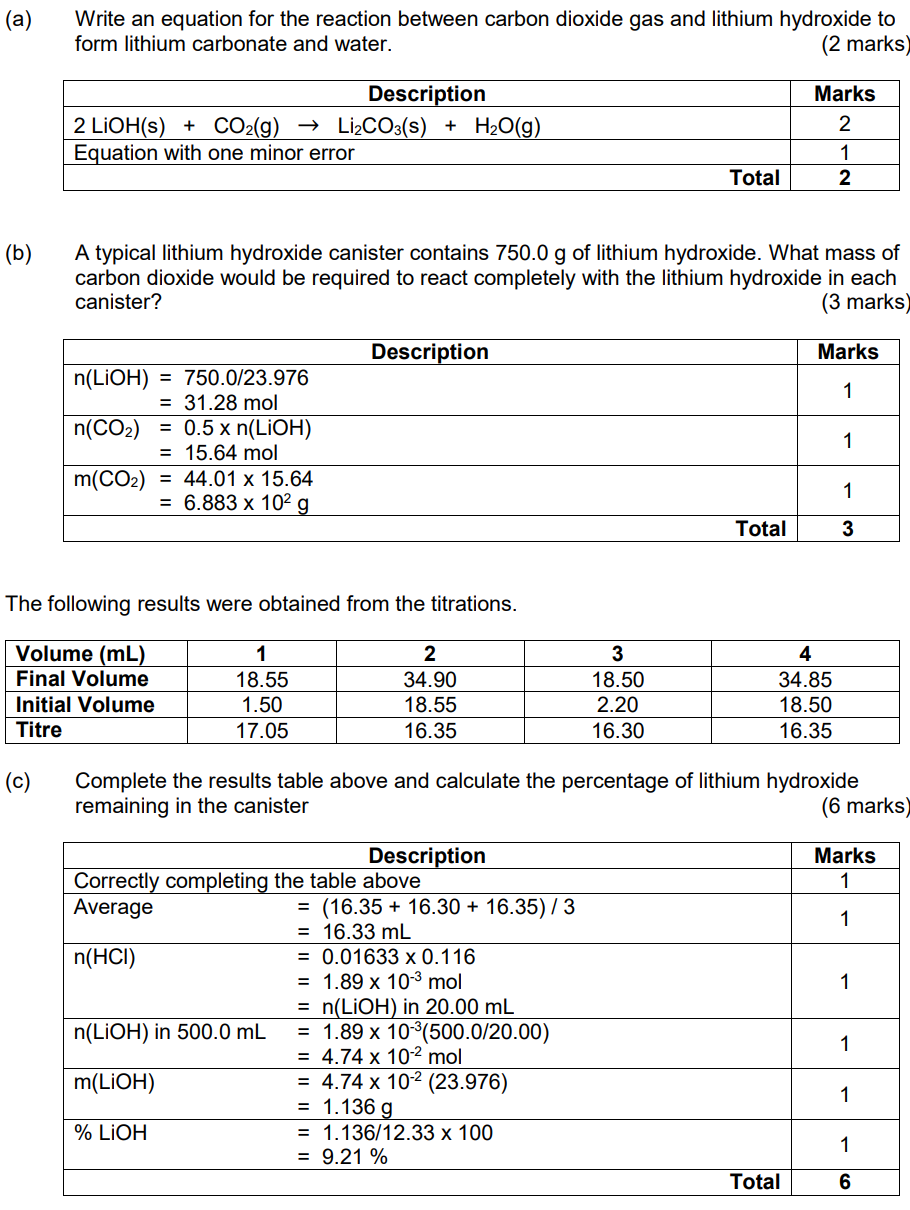 (a) Write an equation for the reaction between carbon dioxide gas and lithium hydroxide to
form lithium carbonate and water. (2 marks)
Description Marks
2 LiOH(s) + CO₂(g) → Li₂CO₃(s) + H₂O(g) 2
Equation with one minor error 1
Total 2
(b) A typical lithium hydroxide canister contains 750.0 g of lithium hydroxide. What mass of
carbon dioxide would be required to react completely with the lithium hydroxide in each
canister? (3 marks)
Description Marks
n(LiOH) = 750.0/23.976
= 31.28 mol 1
n(CO₂) = 0.5 x n(LiOH)
= 15.64 mol 1
m(CO₂) = 44.01 x 15.64
= 6.883 x 10² g 1
Total 3
The following results were obtained from the titrations.
Volume (mL) 1 2 3 4
Final Volume 18.55 34.90 18.50 34.85
Initial Volume 1.50 18.55 2.20 18.50
Titre 17.05 16.35 16.30 16.35
(c) Complete the results table above and calculate the percentage of lithium hydroxide
remaining in the canister (6 marks)
Description Marks
Correctly completing the table above 1
Average = (16.35 + 16.30 + 16.35) / 3
= 16.33 mL 1
n(HCl) = 0.01633 x 0.116
= 1.89 x 10⁻³ mol 1
= n(LiOH) in 20.00 mL
n(LiOH) in 500.0 mL = 1.89 x 10⁻³(500.0/20.00)
= 4.74 x 10⁻² mol 1
m(LiOH) = 4.74 x 10⁻² (23.976)
= 1.136 g 1
% LiOH = 1.136/12.33 x 100
= 9.21 % 1
Total 6